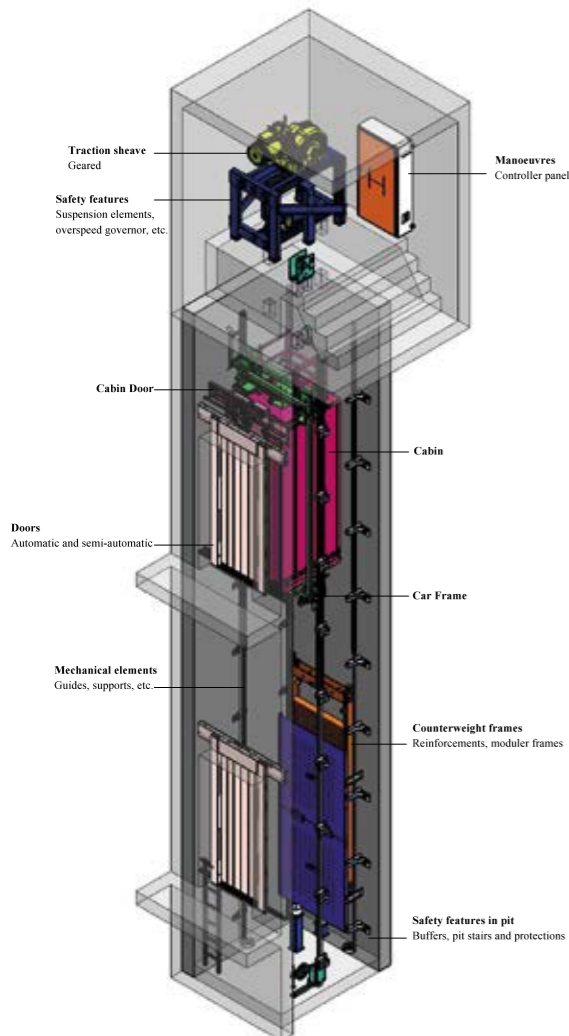 Traction sheave
Geared
Manoeuvres
Controller panel
Safety features
Suspension elements,
overspeed governor, etc.
Cabin Door
Cabin
Doors
Automatic and semi-automatic
Car Frame
Mechanical elements
Guides, supports, etc.
Counterweight frames
Reinforcements, moduler frames
Safety features in pit
Buffers, pit stairs and protections